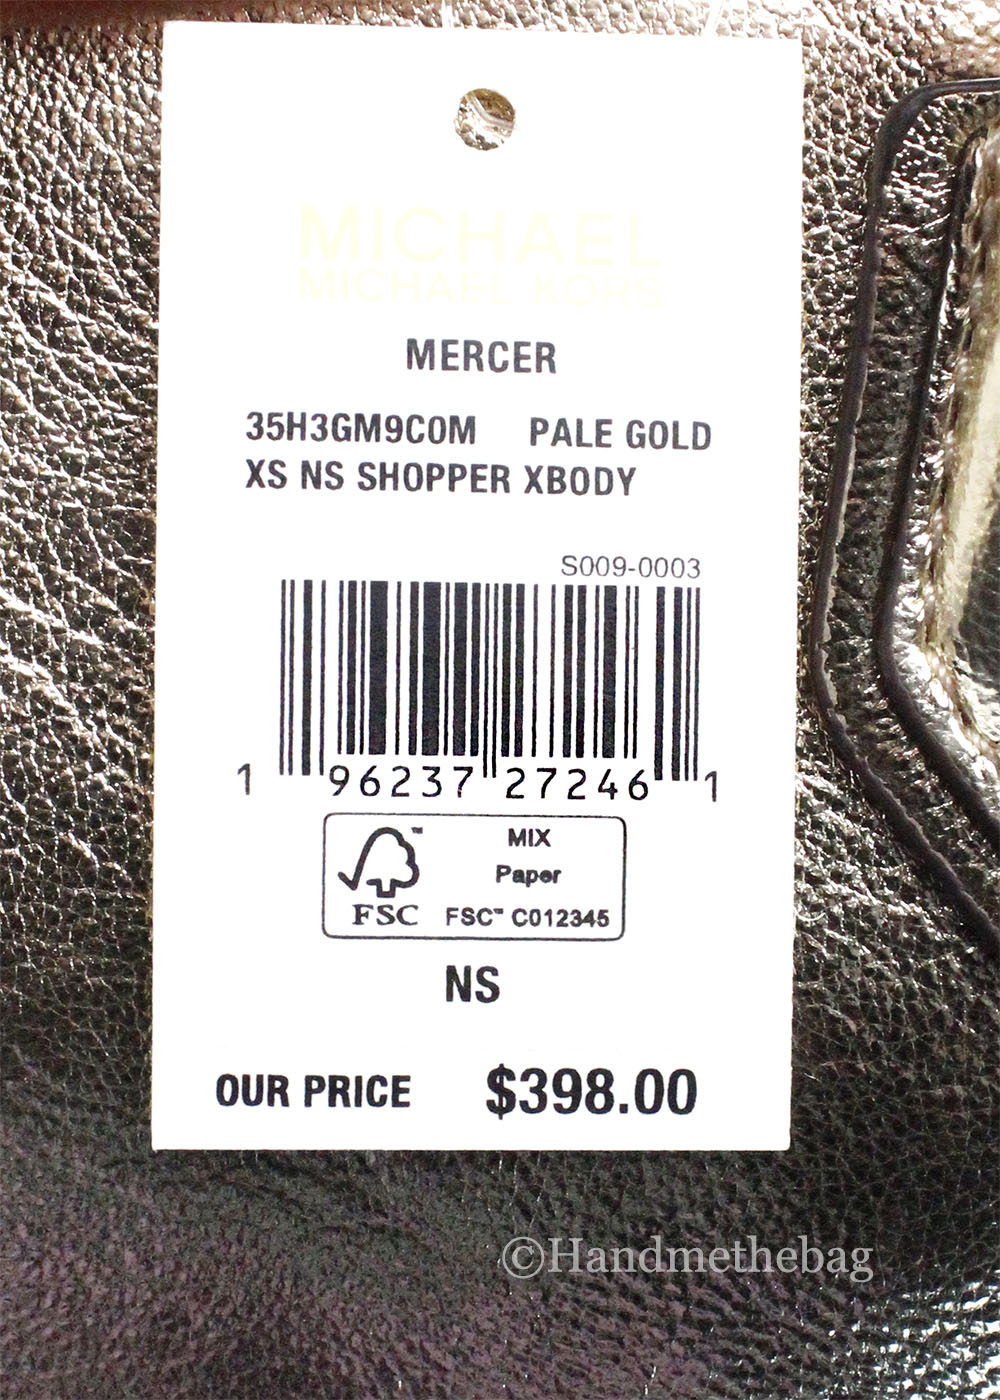 MICHAEL
MICHAEL KORS
MERCER
35H3GM9C0M PALE GOLD
XS NS SHOPPER XBODY
S009-0003
1 96237 27246 1
FSC™
MIX
Paper
FSC™ C012345
NS
OUR PRICE $398.00
©Handmethebag